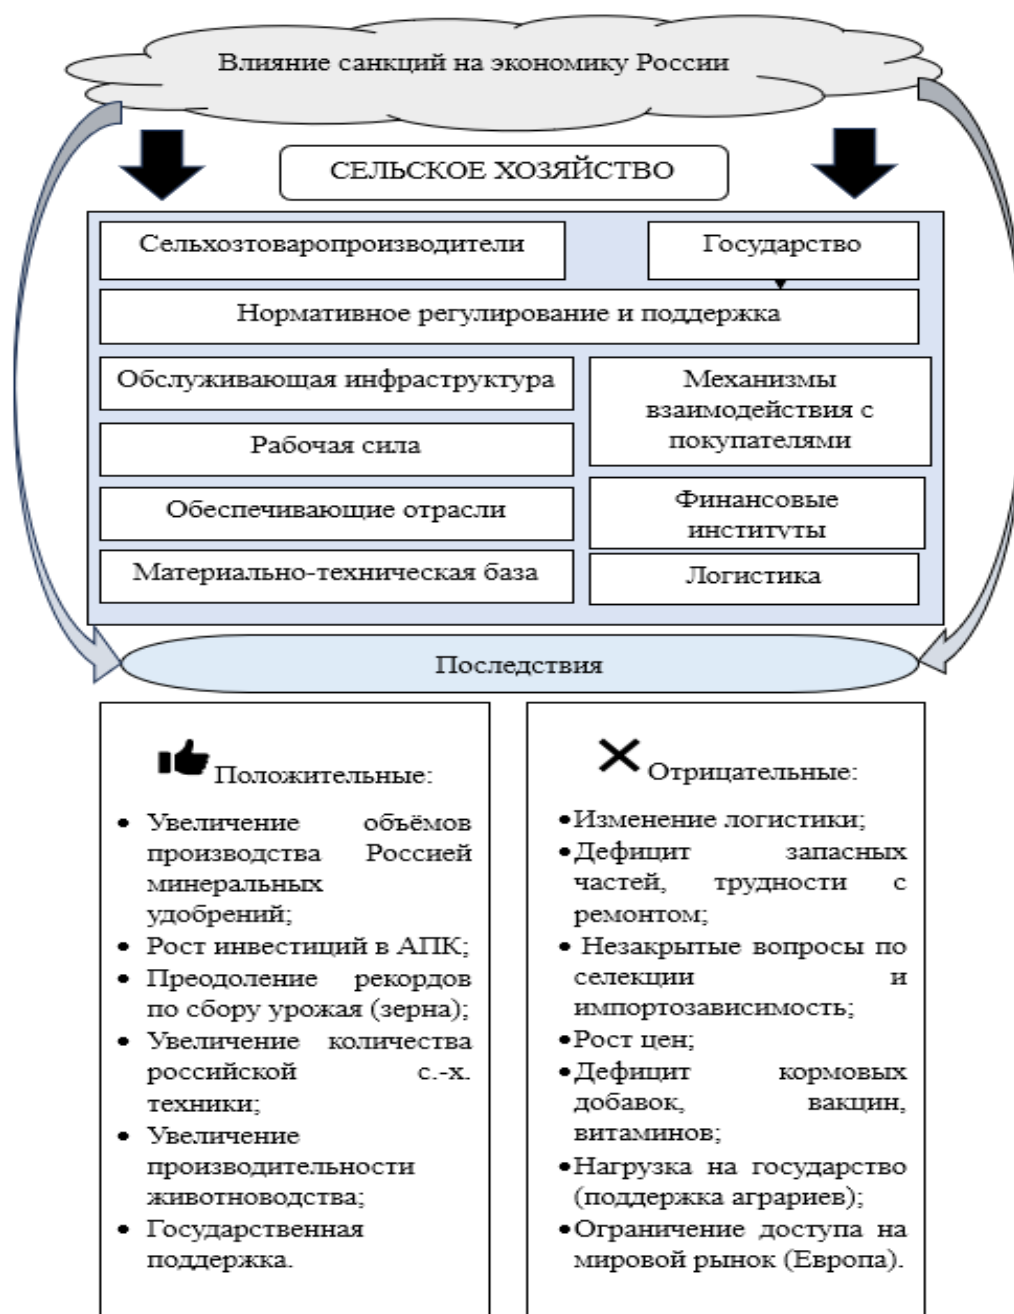 Влияние санкций на экономику России
СЕЛЬСКОЕ ХОЗЯЙСТВО
Сельхозтоваропроизводители
Государство
Нормативное регулирование и поддержка
Обслуживающая инфраструктура
Рабочая сила
Обеспечивающие отрасли
Материально-техническая база
Механизмы
взаимодействия с
покупателями
Финансовые
институты
Логистика
Последствия
Положительные:
• Увеличение объёмов
производства Россией
минеральных
удобрений;
• Рост инвестиций в АПК;
• Преодоление рекордов
по сбору урожая (зерна);
• Увеличение количества
российской с.-х.
техники;
• Увеличение
производительности
животноводства;
• Государственная
поддержка.
Отрицательные:
•Изменение логистики;
•Дефицит запасных
частей, трудности с
ремонтом;
• Незакрытые вопросы по
селекции и
импортозависимость;
•Рост цен;
•Дефицит кормовых
добавок, вакцин,
витаминов;
•Нагрузка на государство
(поддержка аграриев);
•Ограничение доступа на
мировой рынок (Европа).